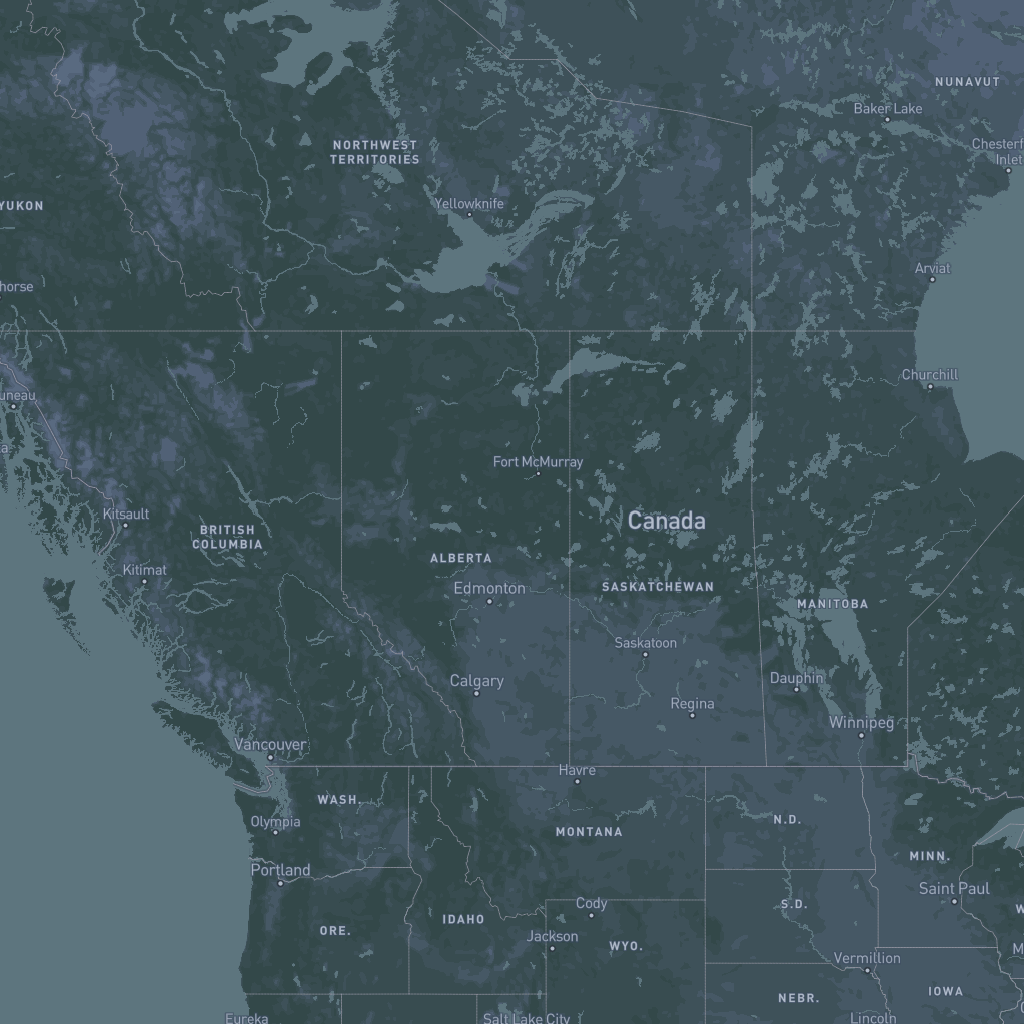 NUNAVUT
Baker Lake
Chesterf
Inlet
NORTHWEST
TERRITORIES
Yellowknife
YUKON
Arviat
horse
Churchill
uneau
Fort McMurray
Kitsault
Canada
BRITISH
COLUMBIA
ALBERTA
Kitimat
Edmonton
SASKATCHEWAN
MANITOBA
Saskatoon
Calgary
Dauphin
Regina
Winnipeg
Vancouver
Havre
WASH.
Olympia
MONTANA
N.D.
MINN.
Portland
Saint Paul
Cody
S.D.
IDAHO
ORE.
Jackson
WYO.
Vermillion
NEBR.
IOWA
Eureka
Salt Lake City
Lincoln